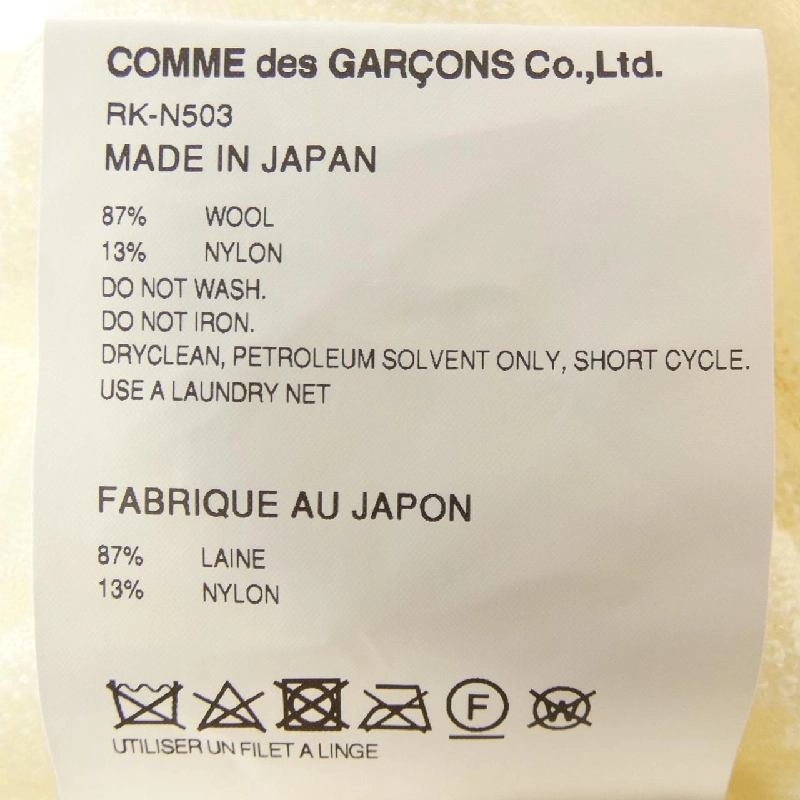 COMME des GARÇONS Co.,Ltd.
RK-N503
MADE IN JAPAN
87% WOOL
13% NYLON
DO NOT WASH.
DO NOT IRON.
DRYCLEAN, PETROLEUM SOLVENT ONLY, SHORT CYCLE.
USE A LAUNDRY NET
FABRIQUE AU JAPON
87% LAINE
13% NYLON
F W
UTILISER UN FILET A LINGE